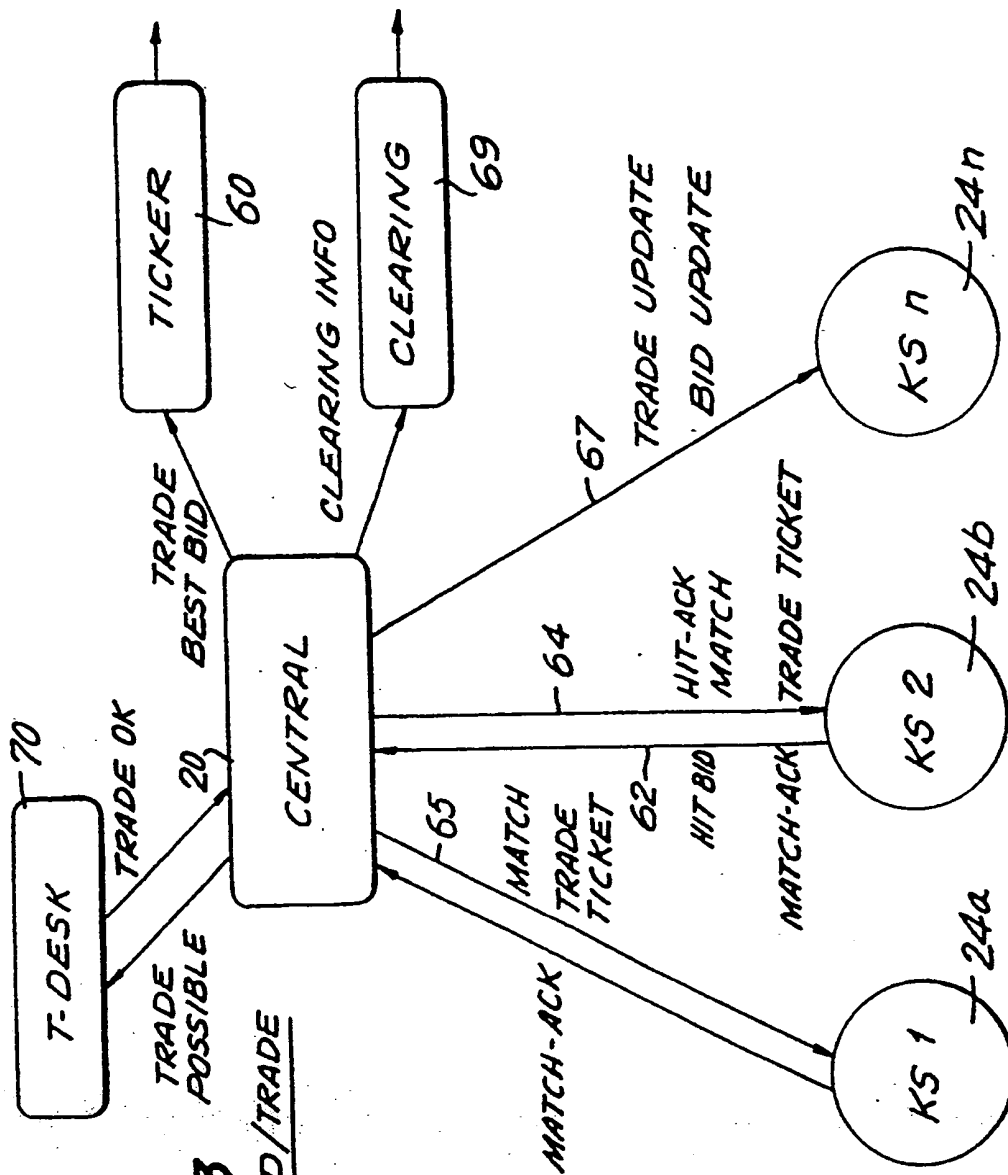 T-DESK
70
TRADE OK
TRADE
POSSIBLE
TRADE
BEST BID
TICKER
60
20
CENTRAL
CLEARING INFO
CLEARING
69
3
D/TRADE
65
MATCH
TRADE
TICKET
MATCH-ACK
62
HIT BID
MATCH-ACK
64
HIT-ACK
MATCH
TRADE TICKET
67
TRADE UPDATE
BID UPDATE
KS 1
24a
KS 2
24b
KS n
24n